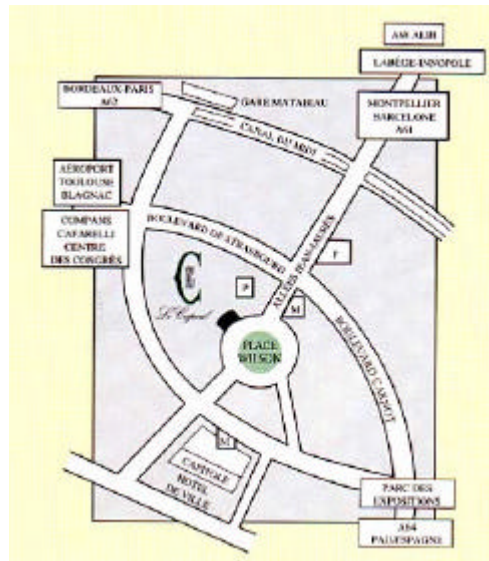 A68 ALBI
LABÈGE-INNOPOLE
BORDEAUX-PARIS
A62
GARE MATABIAU
MONTPELLIER
BARCELONE
A61
CANAL DU MIDI
AÉROPORT
TOULOUSE
BLAGNAC
COMPANS
CAFARELLI
CENTRE
DES CONGRÈS
BOULEVARD DE STRASBOURG
ALLÉES JEAN-JAURÈS
P
C
P
M
Le Capoul
PLACE
WILSON
BOULEVARD CARNOT
M
CAPITOLE
HOTEL
DE VILLE
PARC DES
EXPOSITIONS
A64
PAU/ESPAGNE